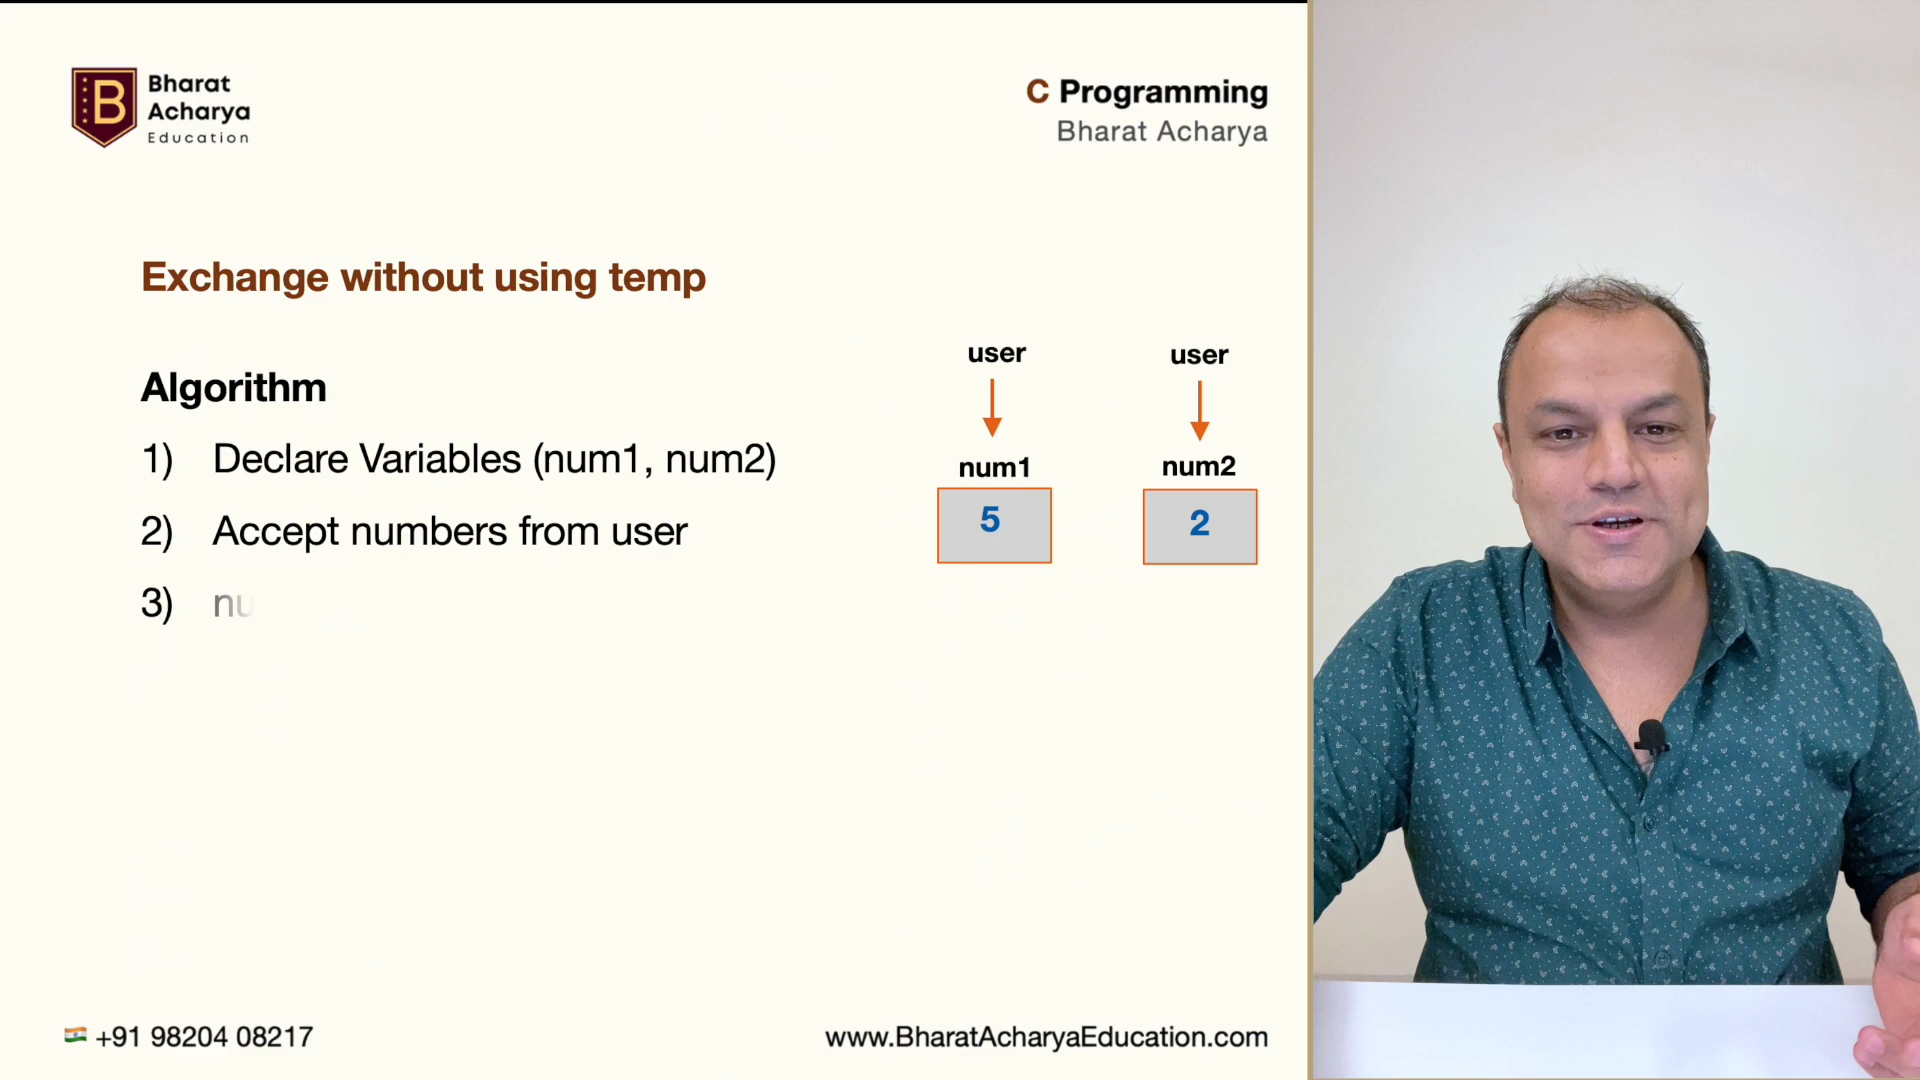 Bharat
Acharya
Education
C Programming
Bharat Acharya
Exchange without using temp
Algorithm
1) Declare Variables (num1, num2)
2) Accept numbers from user
3) nu
user
user
num1
num2
5
2
+91 98204 08217
www.BharatAcharyaEducation.com